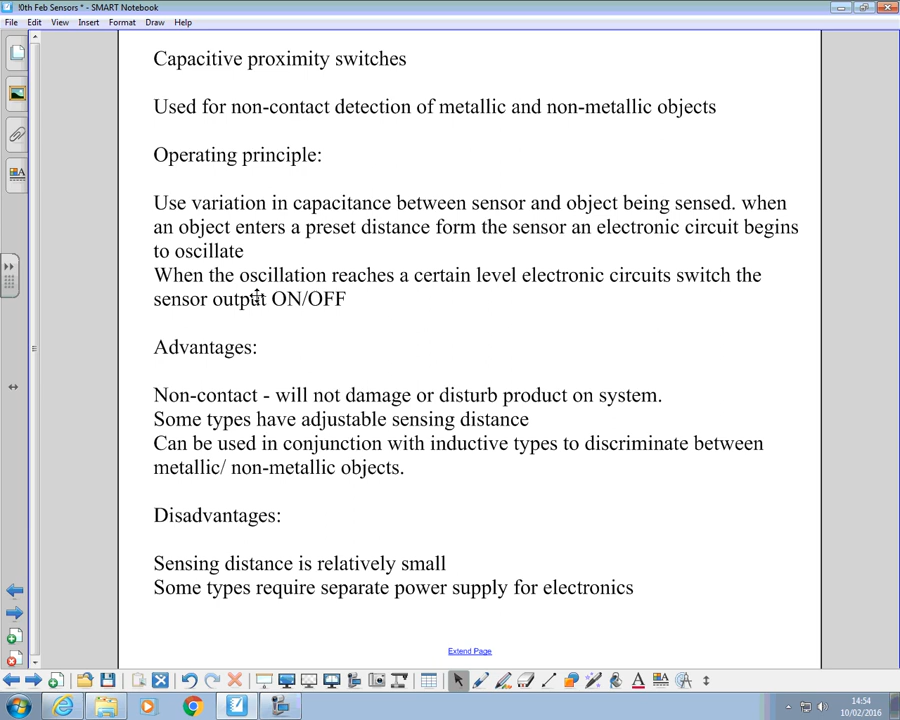 !0th Feb Sensors * - SMART Notebook
File Edit View Insert Format Draw Help
Capacitive proximity switches
Used for non-contact detection of metallic and non-metallic objects
Operating principle:
Use variation in capacitance between sensor and object being sensed. when
an object enters a preset distance form the sensor an electronic circuit begins
to oscillate
When the oscillation reaches a certain level electronic circuits switch the
sensor output ON/OFF
Advantages:
Non-contact - will not damage or disturb product on system.
Some types have adjustable sensing distance
Can be used in conjunction with inductive types to discriminate between
metallic/ non-metallic objects.
Disadvantages:
Sensing distance is relatively small
Some types require separate power supply for electronics
Extend Page
14:54
10/02/2016